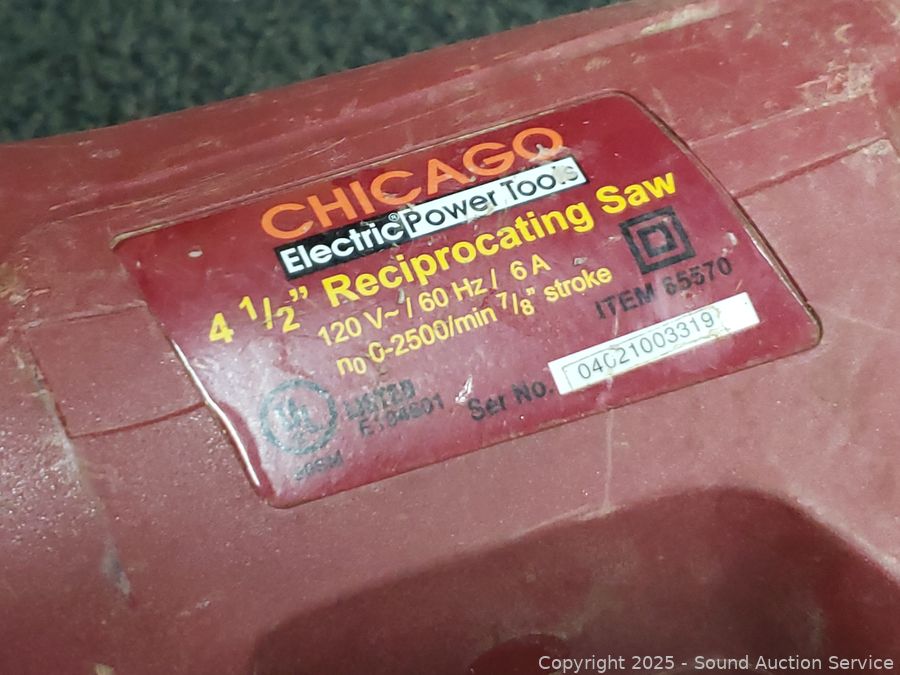 CHICAGO
Electric® Power Tools
4 1/2" Reciprocating Saw
120 V~ / 60 Hz / 6 A
n₀ 0-2500/min 7/8" stroke
ITEM 65570
UL LISTED
Ser No.
Copyright © 2025 - Sound Auction Service